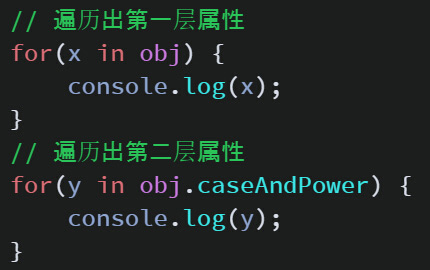 // 遍历出第一层属性
for(x in obj) {
    console.log(x);
}
// 遍历出第二层属性
for(y in obj.caseAndPower) {
    console.log(y);
}